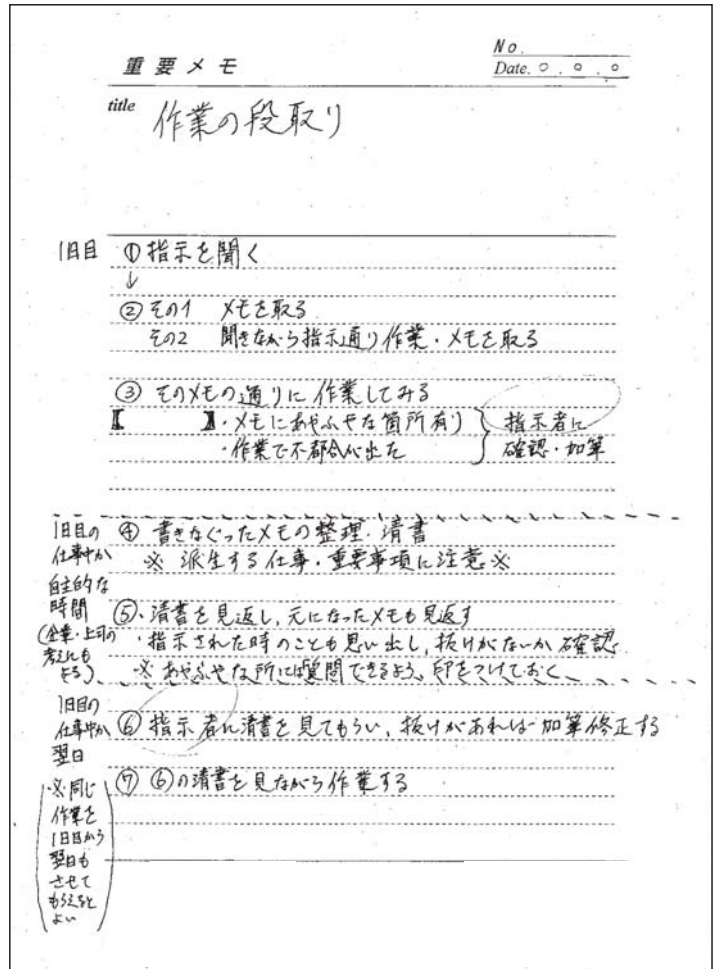 重要メモ
No.
Date. ○ . ○ . ○
title 作業の段取り
1日目 ①指示を聞く
↓
② その1 メモを取る
その2 聞きながら指示通り作業・メモを取る
③ そのメモの通りに作業してみる
【 】・メモにあやふやな箇所有り
・作業で不都合が出た
指示者に
確認・加筆
1日目の
仕事中か
自主的な
時間
(企業・上司の
考えにも
よる)
④ 書きなぐったメモの整理・清書
※ 派生する仕事・重要事項に注意※
⑤・清書を見返し、元になったメモも見返す
・指示された時のことも思い出し、抜けがないか確認
※ あやふやな所には質問できるよう、印をつけておく
1日目の
仕事中か
翌日
⑥ 指示者に清書を見てもらい、抜けがあれば加筆修正する
⑦ ⑥の清書を見ながら作業する
※同じ
作業を
1日目から
翌日も
させて
もらえると
よい